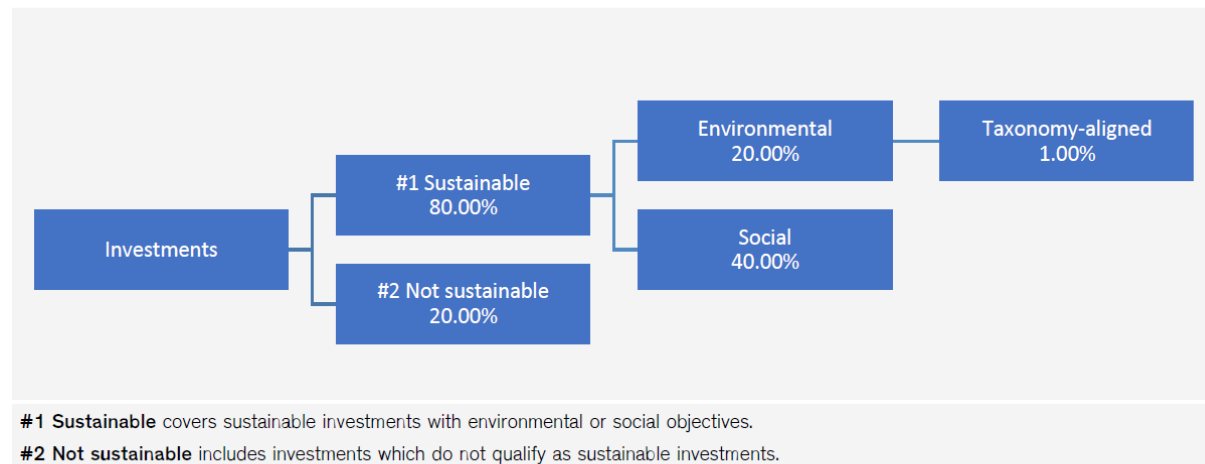 Investments
#1 Sustainable
80.00%
#2 Not sustainable
20.00%
Environmental
20.00%
Social
40.00%
Taxonomy-aligned
1.00%
#1 Sustainable covers sustainable investments with environmental or social objectives.
#2 Not sustainable includes investments which do not qualify as sustainable investments.